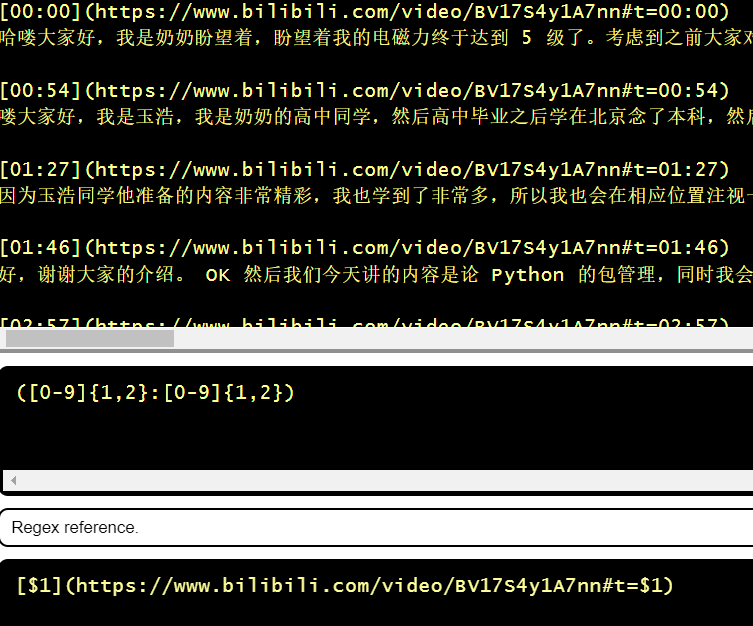 [00:00](https://www.bilibili.com/video/BV17S4y1A7nn#t=00:00)
哈喽大家好，我是奶奶盼望着，盼望着我的电磁力终于达到 5 级了。考虑到之前大家对
[00:54](https://www.bilibili.com/video/BV17S4y1A7nn#t=00:54)
喽大家好，我是玉浩，我是奶奶的高中同学，然后高中毕业之后学在北京念了本科，然后
[01:27](https://www.bilibili.com/video/BV17S4y1A7nn#t=01:27)
因为玉浩同学他准备的内容非常精彩，我也学到了非常多，所以我也会在相应位置注视
[01:46](https://www.bilibili.com/video/BV17S4y1A7nn#t=01:46)
好，谢谢大家的介绍。 OK 然后我们今天讲的内容是论 Python 的包管理，同时我会
[02:57](https://www.bilibili.com/video/BV17S4y1A7nn#t=02:57)
([0-9]{1,2}:[0-9]{1,2})
Regex reference.
[$1](https://www.bilibili.com/video/BV17S4y1A7nn#t=$1)